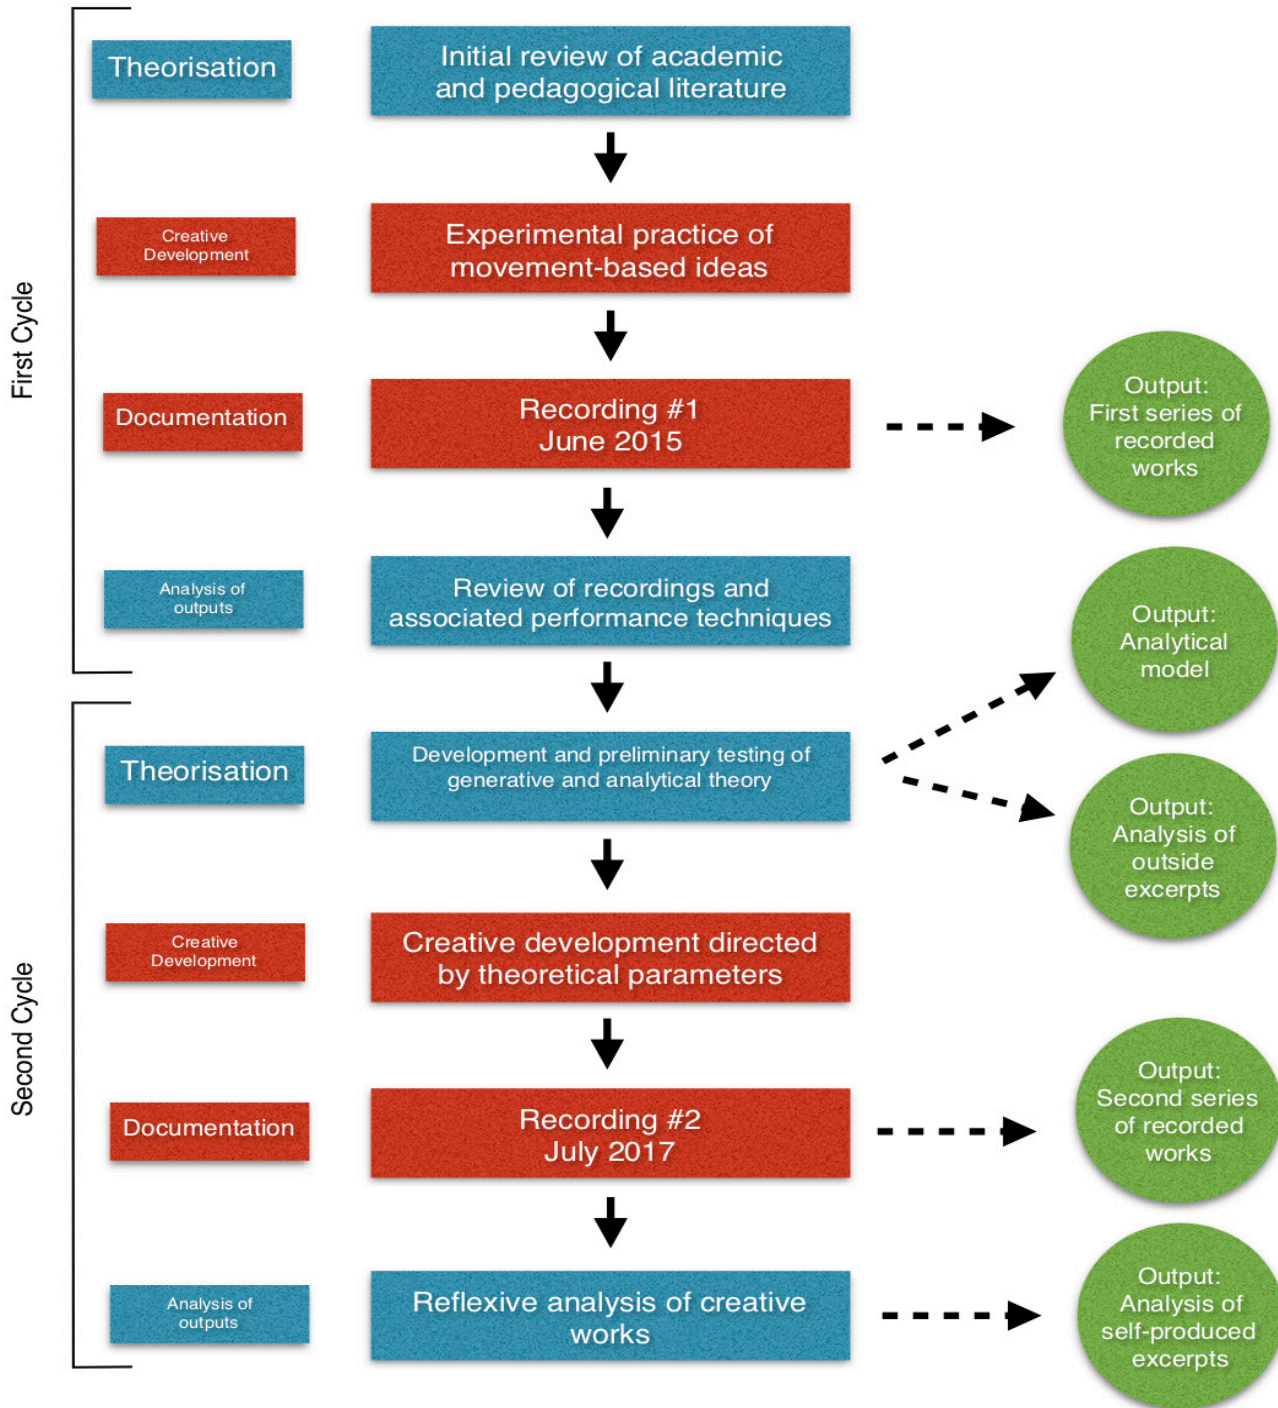 First Cycle
Theorisation
Initial review of academic
and pedagogical literature
Creative
Development
Experimental practice of
movement-based ideas
Documentation
Recording #1
June 2015
Output:
First series of
recorded
works
Analysis of
outputs
Review of recordings and
associated performance techniques
Output:
Analytical
model
Second Cycle
Theorisation
Development and preliminary testing of
generative and analytical theory
Output:
Analysis of
outside
excerpts
Creative
Development
Creative development directed
by theoretical parameters
Documentation
Recording #2
July 2017
Output:
Second series
of recorded
works
Analysis of
outputs
Reflexive analysis of creative
works
Output:
Analysis of
self-produced
excerpts